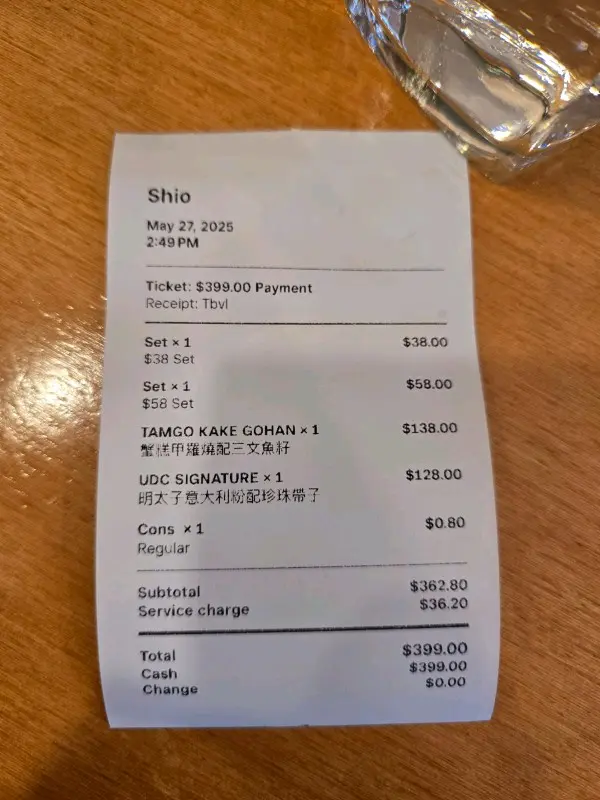 Shio
May 27, 2025
2:49 PM
Ticket: $399.00 Payment
Receipt: Tbvl
Set × 1 $38.00
$38 Set
Set × 1 $58.00
$58 Set
TAMGO KAKE GOHAN × 1 $138.00
蟹糕甲羅燒配三文魚籽
UDC SIGNATURE × 1 $128.00
明太子意大利粉配珍珠帶子
Cons × 1 $0.80
Regular
Subtotal $362.80
Service charge $36.20
Total $399.00
Cash $399.00
Change $0.00